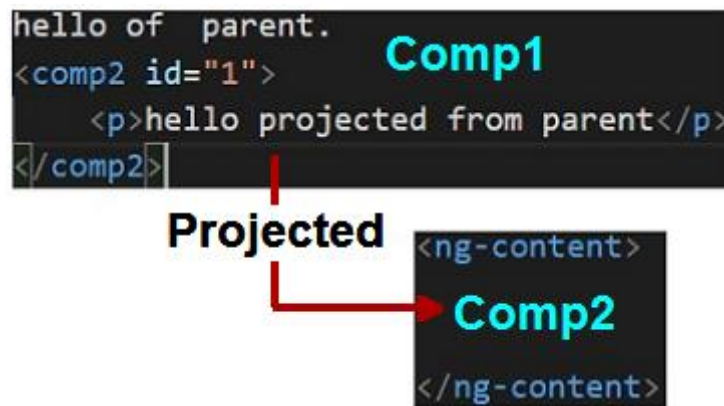 hello of  parent.
Comp1
<comp2 id="1">
<p>hello projected from parent</p>
</comp2>
Projected
<ng-content>
Comp2
</ng-content>